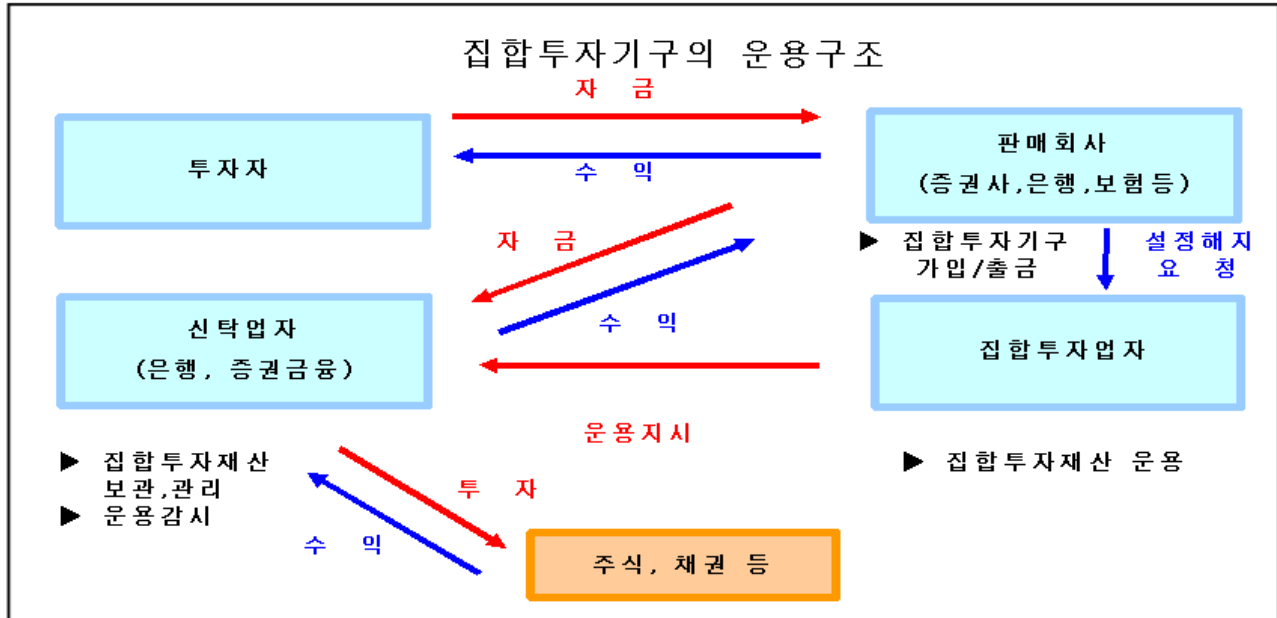 집합투자기구의 운용구조
자 금
투자자
판매회사
(증권사,은행,보험등)
수 익
자 금
▶ 집합투자기구
가입/출금
설정해지
요 청
신탁업자
(은행, 증권금융)
수 익
집합투자업자
운용지시
▶ 집합투자재산
보관,관리
▶ 운용감시
▶ 집합투자재산 운용
투 자
수 익
주식, 채권 등